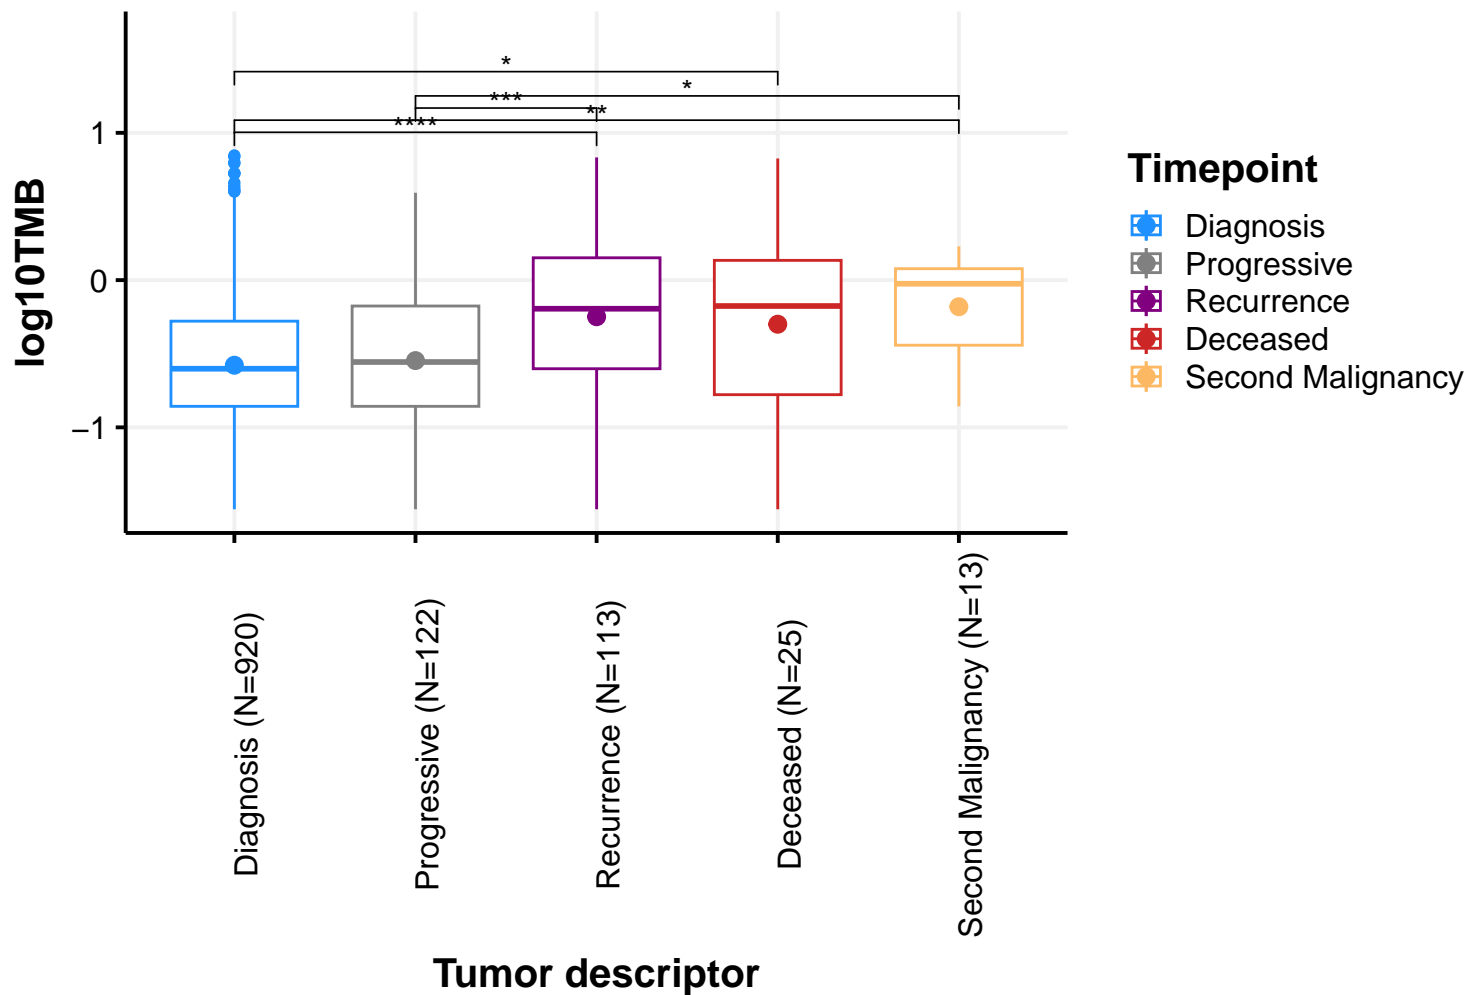 *
*
***
**
****
1
0
−1
log10TMB
Diagnosis (N=920)
Progressive (N=122)
Recurrence (N=113)
Deceased (N=25)
Second Malignancy (N=13)
Tumor descriptor
Timepoint
Diagnosis
Progressive
Recurrence
Deceased
Second Malignancy